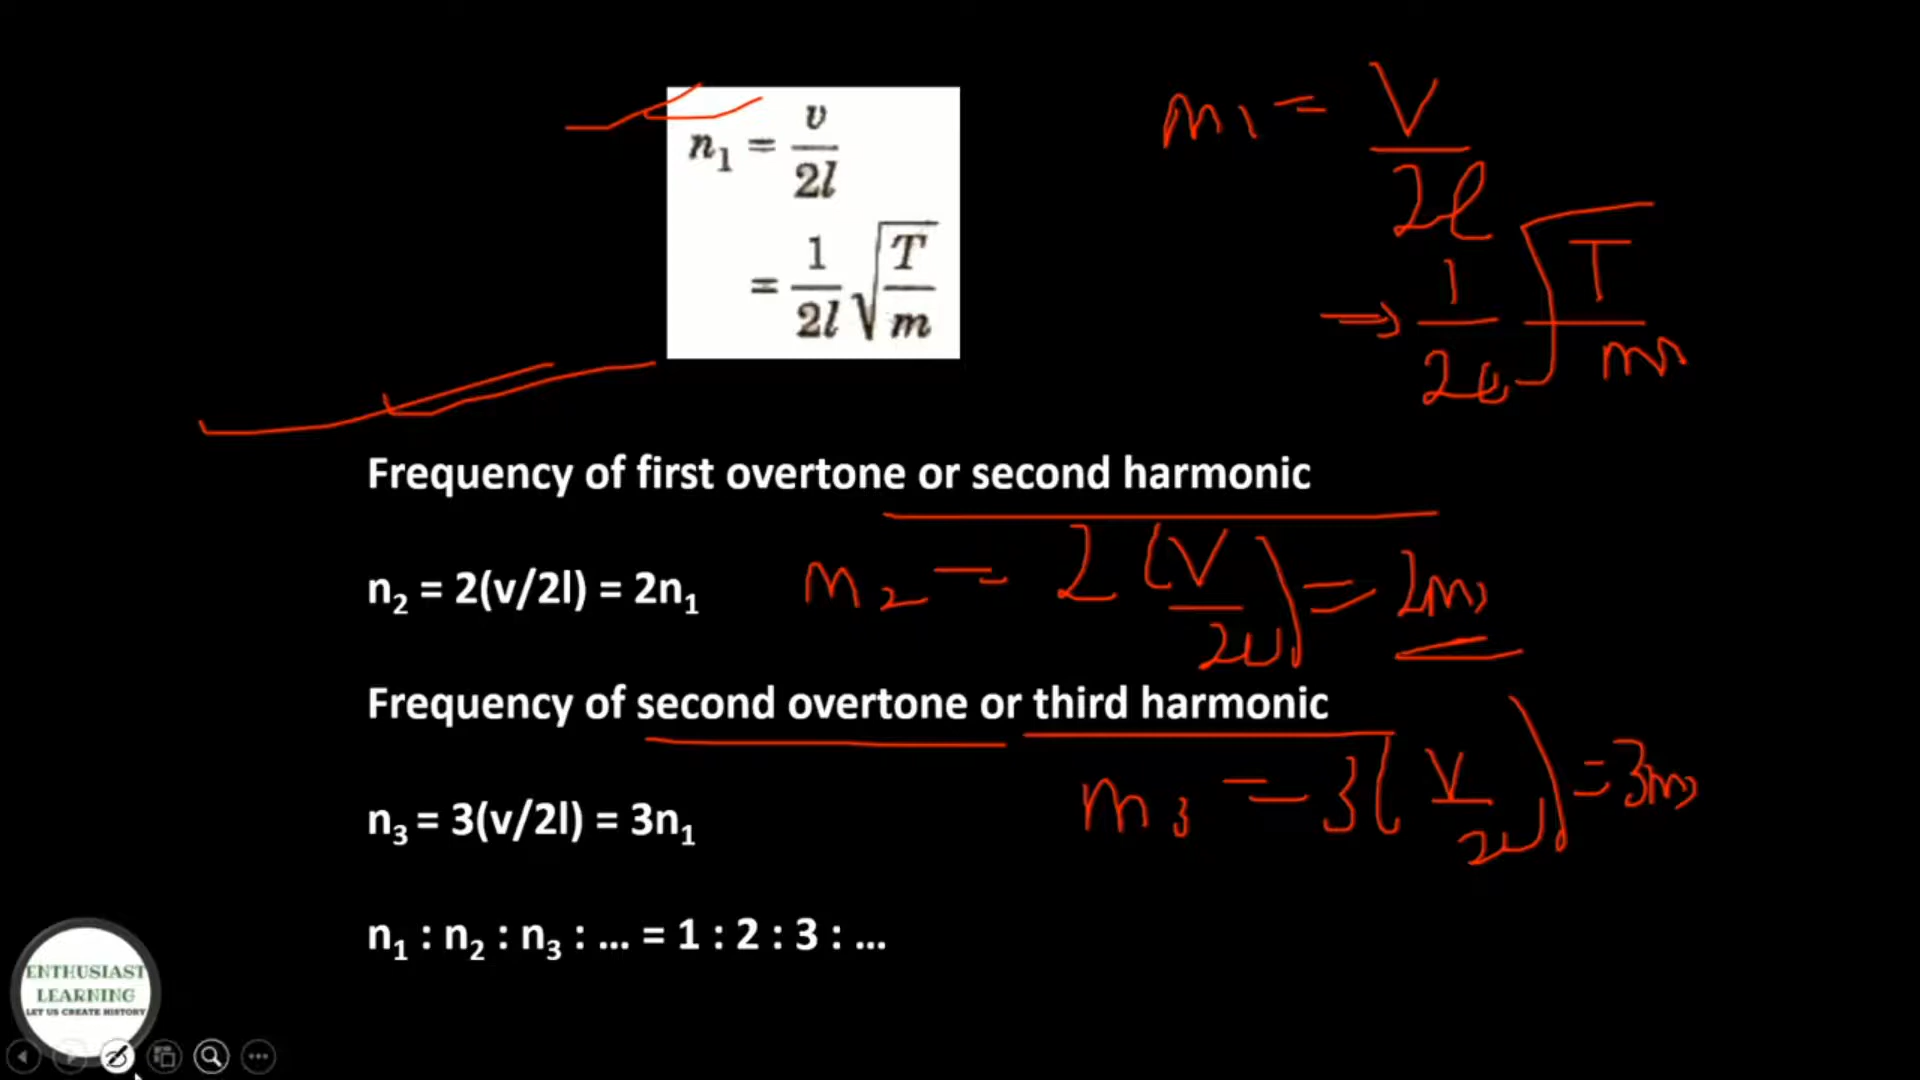 n₁ = v/2l
= 1/2l √T/m
m₁ = V/2l
⇒ 1/2l √T/m
Frequency of first overtone or second harmonic
n₂ = 2(v/2l) = 2n₁
m₂ = 2(V/2l) = 2m₁
Frequency of second overtone or third harmonic
n₃ = 3(v/2l) = 3n₁
m₃ = 3(V/2l) = 3m₁
n₁ : n₂ : n₃ : ... = 1 : 2 : 3 : ...
ENTHUSIAST
LEARNING
LET US CREATE HISTORY